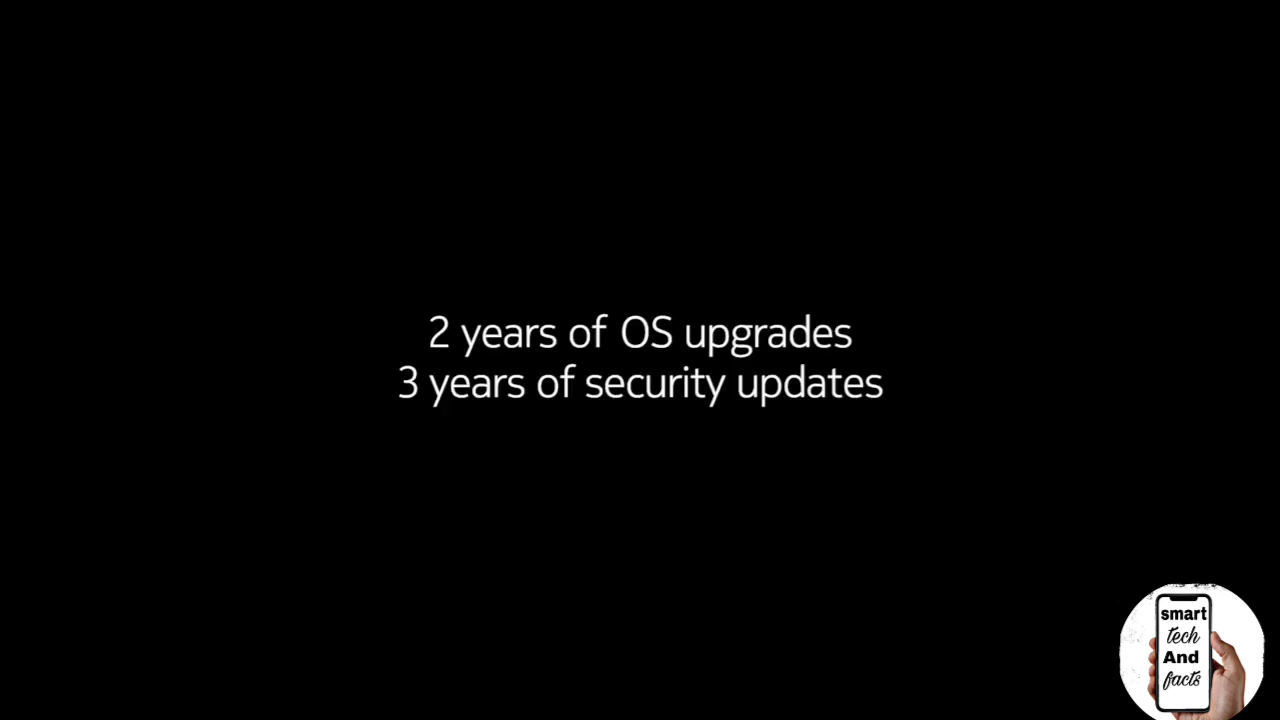 2 years of OS upgrades
3 years of security updates
smart
tech
And
facts